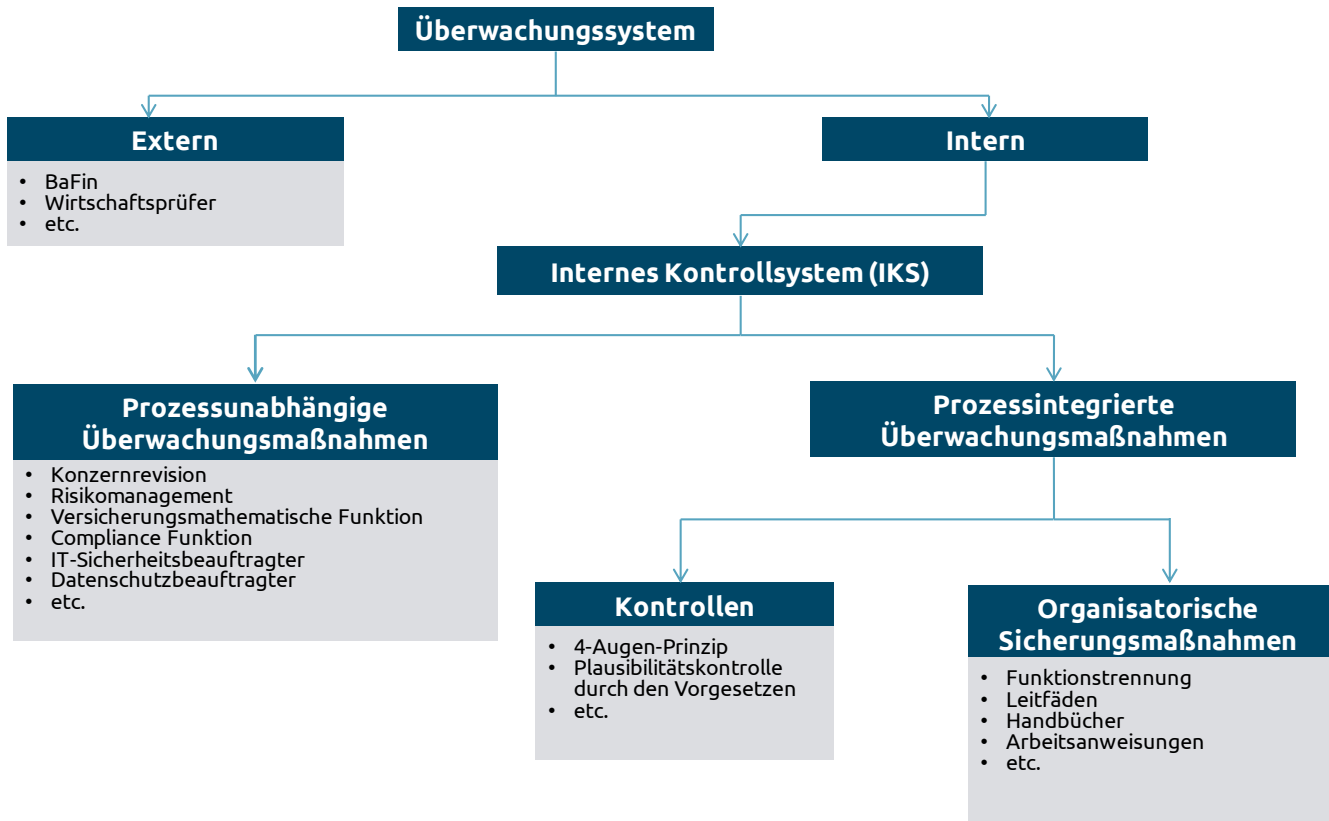 Überwachungssystem
Extern
• BaFin
• Wirtschaftsprüfer
• etc.
Intern
Internes Kontrollsystem (IKS)
Prozessunabhängige
Überwachungsmaßnahmen
• Konzernrevision
• Risikomanagement
• Versicherungsmathematische Funktion
• Compliance Funktion
• IT-Sicherheitsbeauftragter
• Datenschutzbeauftragter
• etc.
Prozessintegrierte
Überwachungsmaßnahmen
Kontrollen
• 4-Augen-Prinzip
• Plausibilitätskontrolle
durch den Vorgesetzen
• etc.
Organisatorische
Sicherungsmaßnahmen
• Funktionstrennung
• Leitfäden
• Handbücher
• Arbeitsanweisungen
• etc.